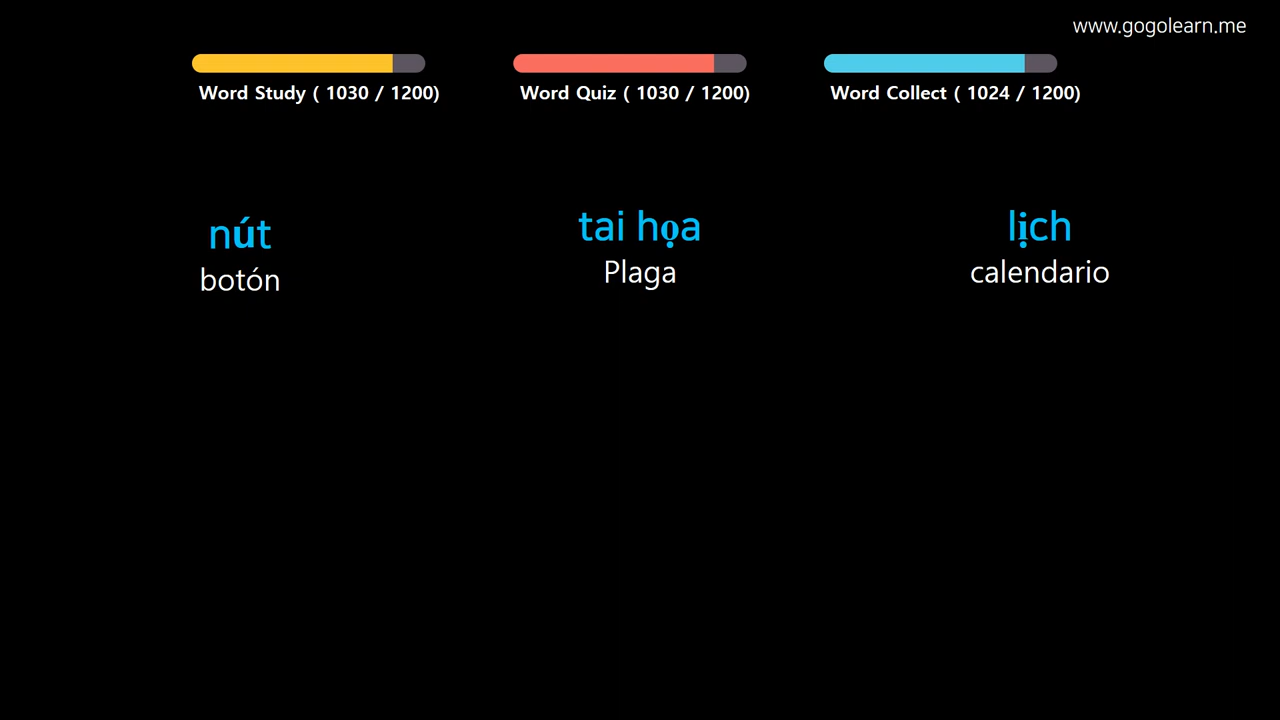 www.gogolearn.me
Word Study ( 1030 / 1200)
Word Quiz ( 1030 / 1200)
Word Collect ( 1024 / 1200)
nút
botón
tai họa
Plaga
lịch
calendario